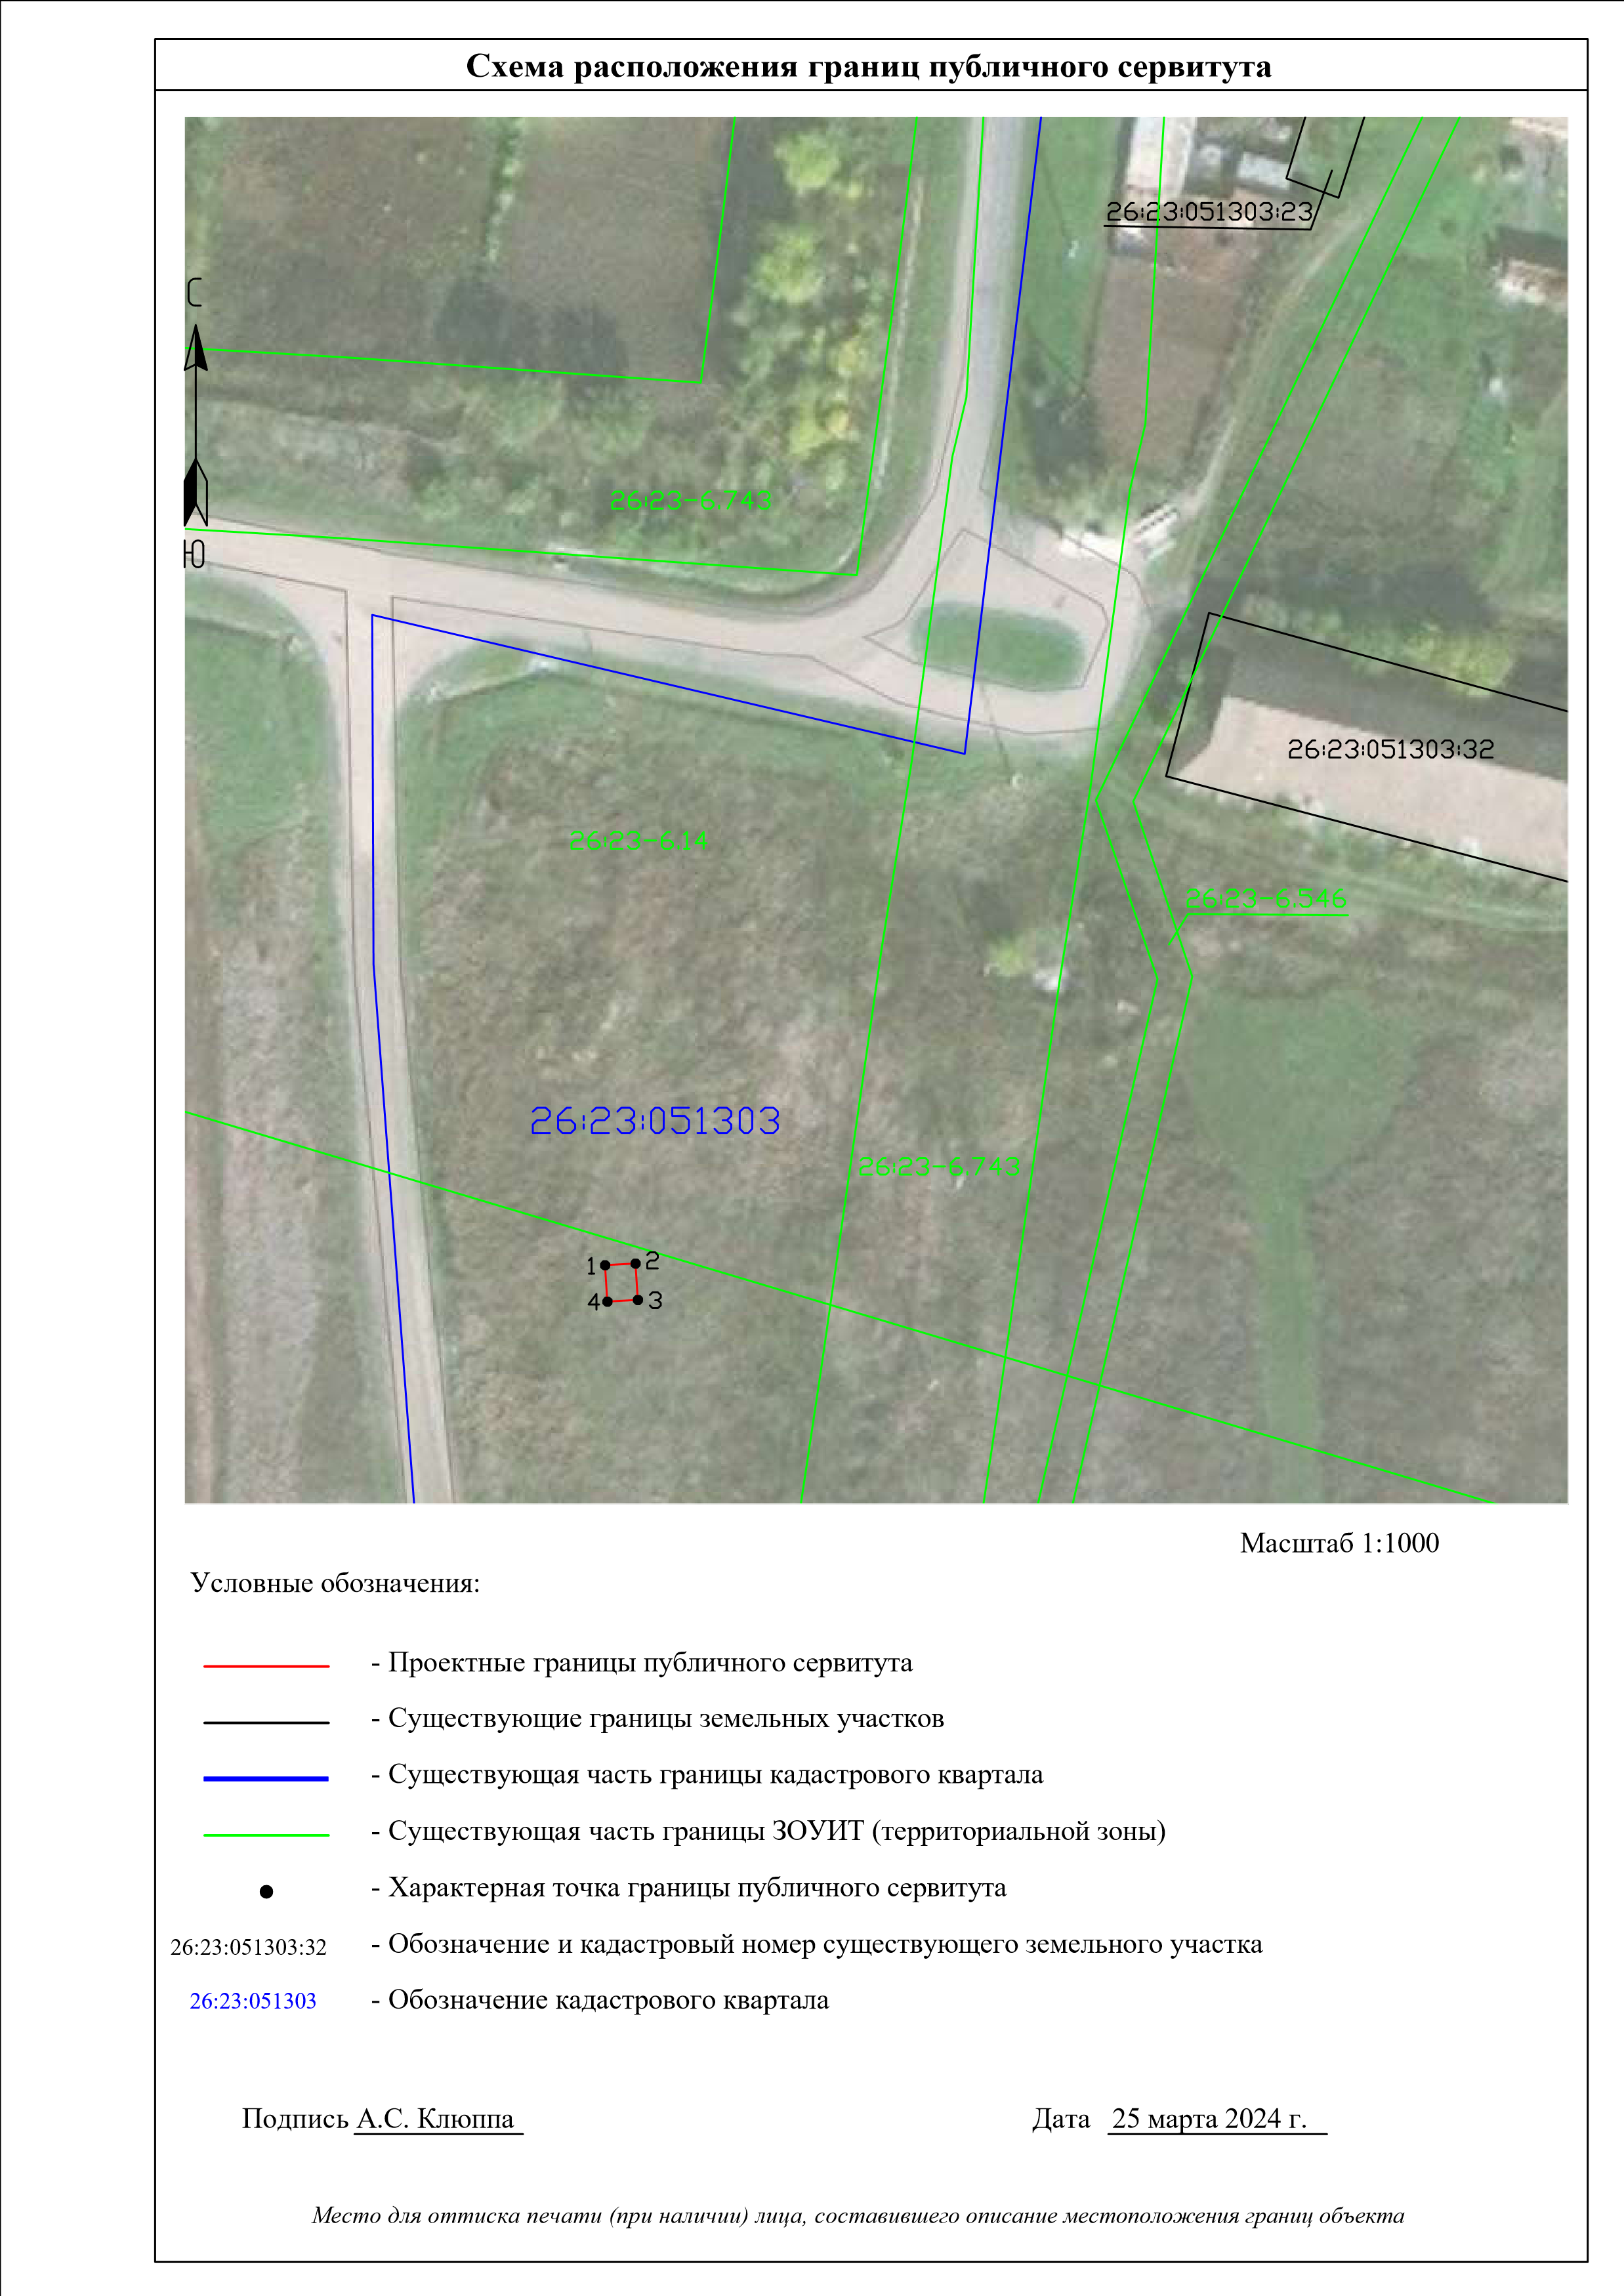 Схема расположения границ публичного сервитута
26:23:051303:23
С
26:23-6.743
Ю
26:23:051303:32
26:23-6.14
26:23-6.546
26:23:051303
26:23-6.743
1 2
4 3
Масштаб 1:1000
Условные обозначения:
- Проектные границы публичного сервитута
- Существующие границы земельных участков
- Существующая часть границы кадастрового квартала
- Существующая часть границы ЗОУИТ (территориальной зоны)
- Характерная точка границы публичного сервитута
26:23:051303:32 - Обозначение и кадастровый номер существующего земельного участка
26:23:051303 - Обозначение кадастрового квартала
Подпись А.С. Клюппа Дата 25 марта 2024 г.
Место для оттиска печати (при наличии) лица, составившего описание местоположения границ объекта